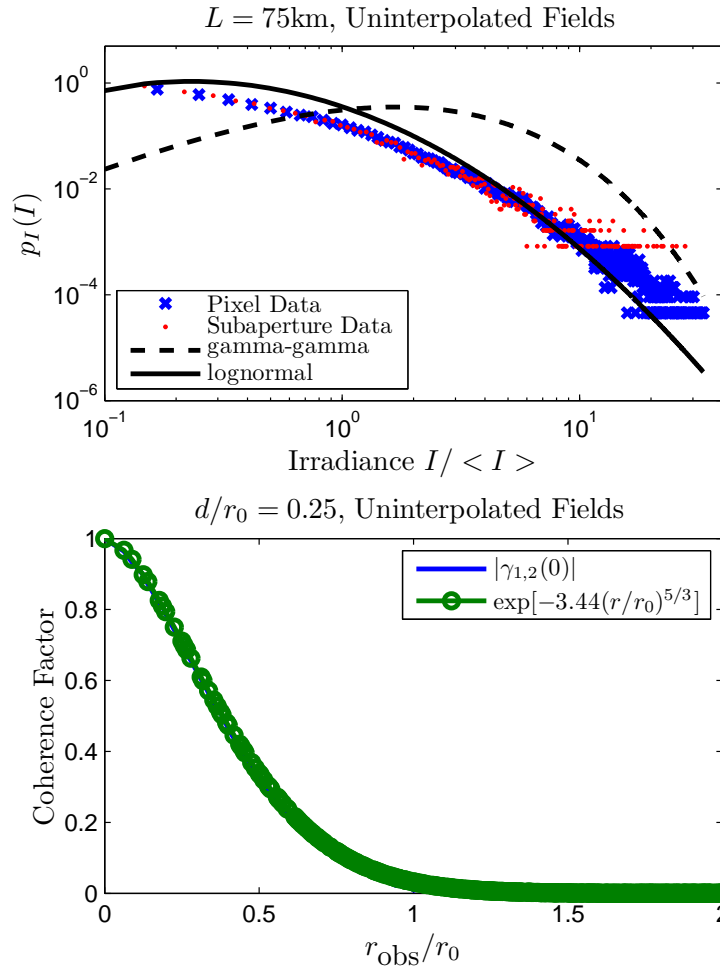 L = 75km, Uninterpolated Fields
10^0
10^-2
10^-4
10^-6
p_I(I)
Pixel Data
Subaperture Data
gamma-gamma
lognormal
10^-1 10^0 10^1
Irradiance I/ < I >
d/r_0 = 0.25, Uninterpolated Fields
1
0.8
0.6
0.4
0.2
0
Coherence Factor
|γ_1,2(0)|
exp[−3.44(r/r_0)^5/3]
0 0.5 1 1.5 2
r_obs/r_0